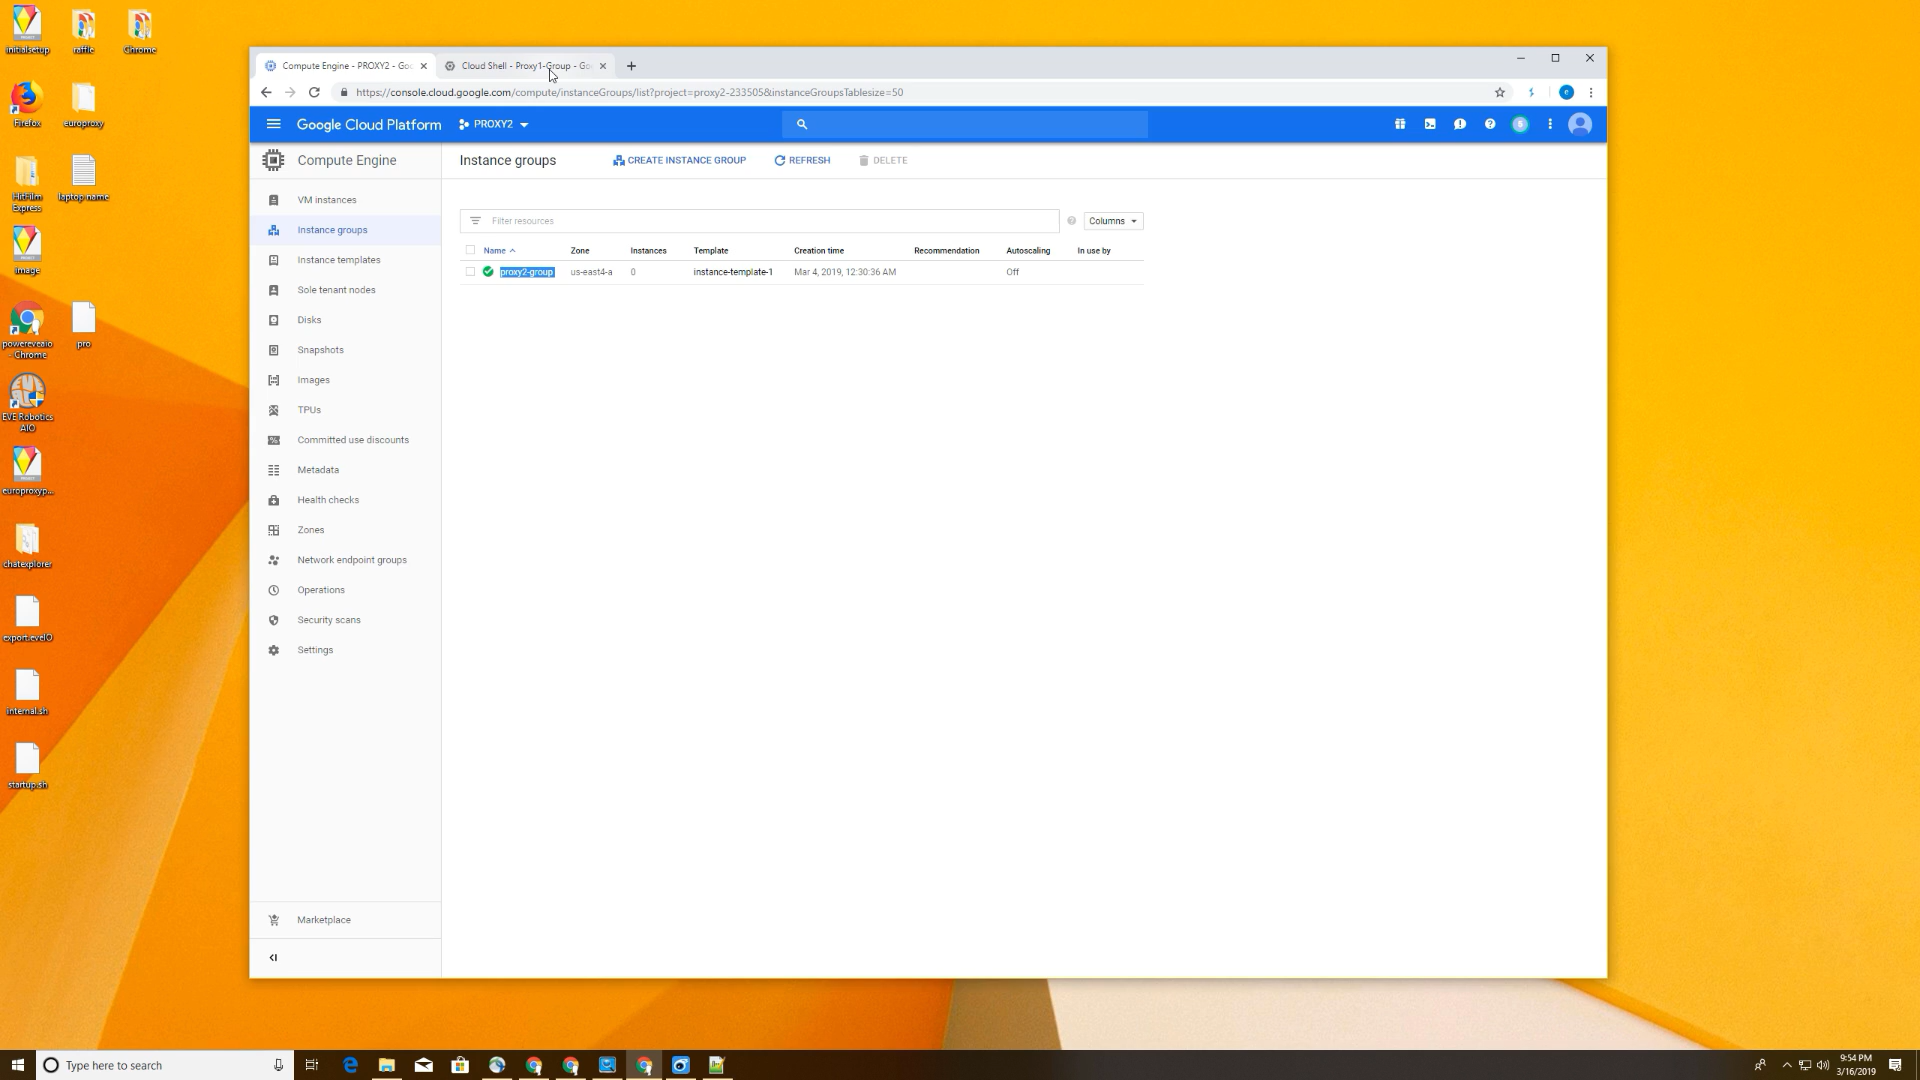 initialsetup
raffle
Chrome
Firefox
europroxy
HitFilm
Express
laptop name
image
powereveaio
- Chrome
pro
EVE Robotics
AIO
europroxyp...
chatexplorer
export.eveIO
internal.sh
startup.sh
Compute Engine - PROXY2 - Goo
Cloud Shell - Proxy1-Group - Go
https://console.cloud.google.com/compute/instanceGroups/list?project=proxy2-233505&instanceGroupsTablesize=50
e
Google Cloud Platform
PROXY2
Compute Engine
Instance groups
CREATE INSTANCE GROUP
REFRESH
DELETE
VM instances
Instance groups
Instance templates
Sole tenant nodes
Disks
Snapshots
Images
TPUs
Committed use discounts
Metadata
Health checks
Zones
Network endpoint groups
Operations
Security scans
Settings
Marketplace
Filter resources
Columns
Name Zone Instances Template Creation time Recommendation Autoscaling In use by
proxy2-group us-east4-a 0 instance-template-1 Mar 4, 2019, 12:30:36 AM Off
Type here to search
9:54 PM
3/16/2019